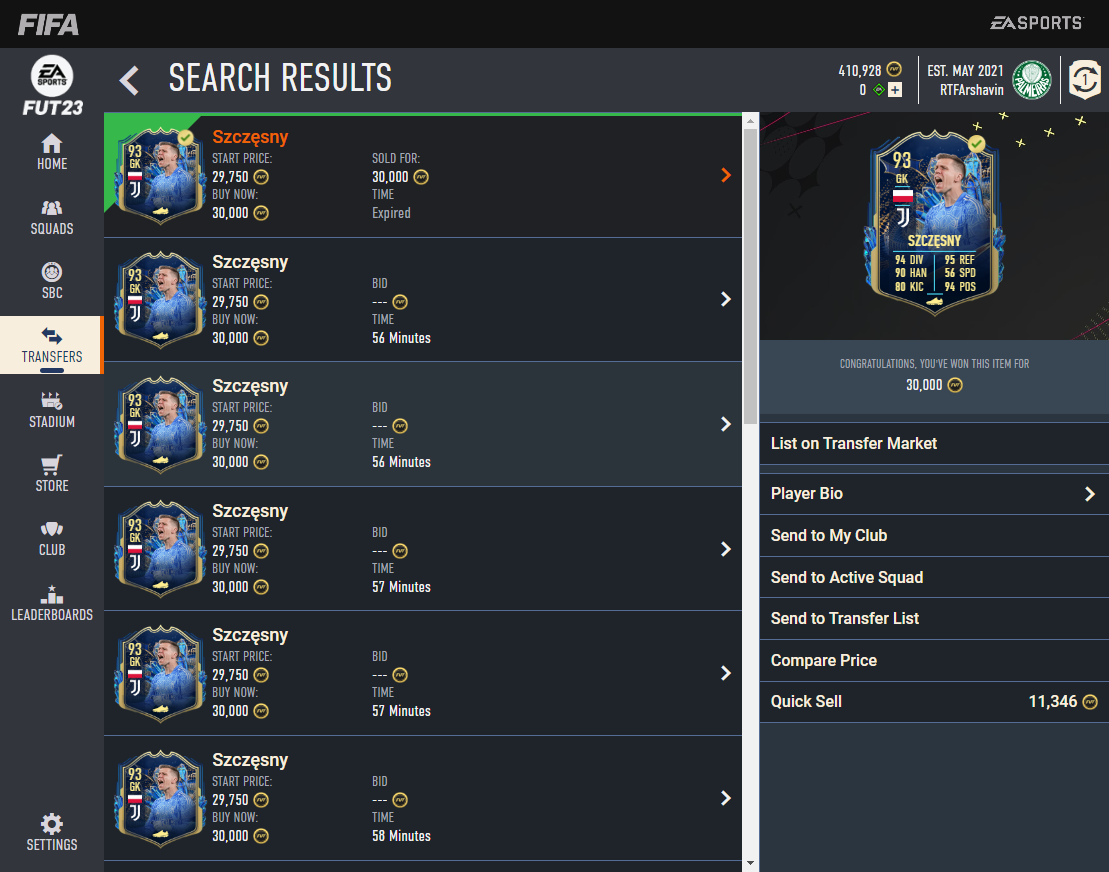 FIFA
EA SPORTS
EA SPORTS
FUT23
HOME
SQUADS
SBC
TRANSFERS
STADIUM
STORE
CLUB
LEADERBOARDS
SETTINGS
SEARCH RESULTS
410,928
0
EST. MAY 2021
RTFArshavin
PALMEIRAS
1
93
GK
Szczęsny
START PRICE:
29,750
BUY NOW:
30,000
SOLD FOR:
30,000
TIME
Expired
93
GK
Szczęsny
START PRICE:
29,750
BUY NOW:
30,000
BID
---
TIME
56 Minutes
93
GK
Szczęsny
START PRICE:
29,750
BUY NOW:
30,000
BID
---
TIME
56 Minutes
93
GK
Szczęsny
START PRICE:
29,750
BUY NOW:
30,000
BID
---
TIME
57 Minutes
93
GK
Szczęsny
START PRICE:
29,750
BUY NOW:
30,000
BID
---
TIME
57 Minutes
93
GK
Szczęsny
START PRICE:
29,750
BUY NOW:
30,000
BID
---
TIME
58 Minutes
93
GK
SZCZĘSNY
94 DIV 95 REF
90 HAN 56 SPD
80 KIC 94 POS
CONGRATULATIONS, YOU'VE WON THIS ITEM FOR
30,000
List on Transfer Market
Player Bio
Send to My Club
Send to Active Squad
Send to Transfer List
Compare Price
Quick Sell 11,346